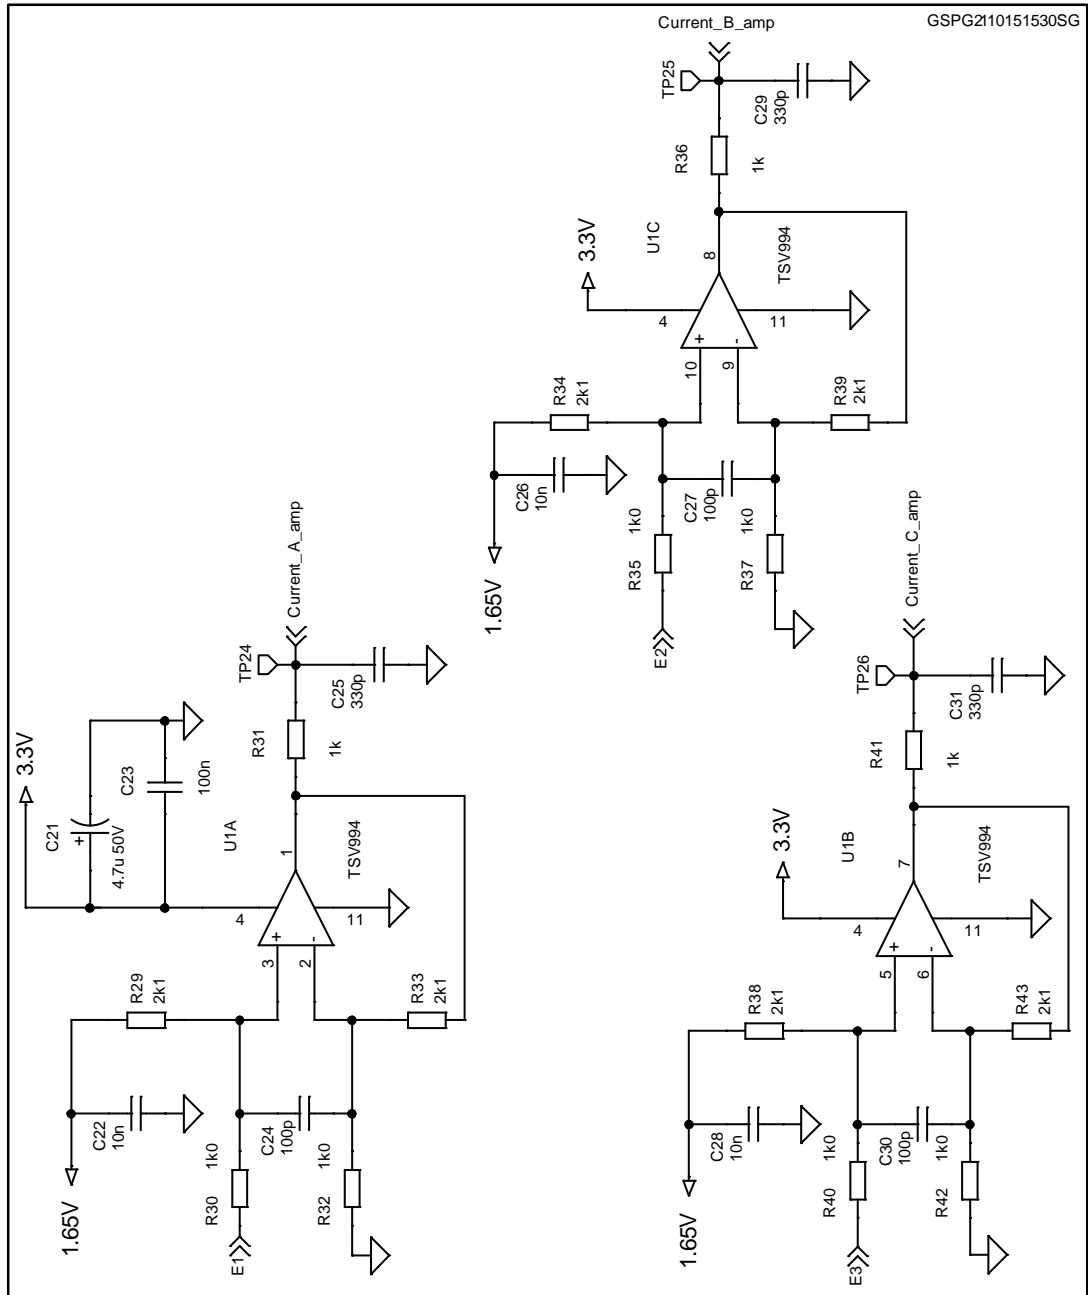 GSPG2110151530SG
Current_B_amp
TP25
C29
330p
R36
1k
3.3V
U1C
8
TSV994
4
11
+
-
10
9
R34
2k1
R39
2k1
C26
10n
C27
100p
1k0
R35
1k0
R37
1.65V
E2
Current_A_amp
TP24
C25
330p
R31
1k
3.3V
C21
+
4.7u 50V
C23
100n
U1A
1
TSV994
4
11
+
-
3
2
R29
2k1
R33
2k1
C22
10n
C24
100p
1k0
R30
1k0
R32
1.65V
E1
Current_C_amp
TP26
C31
330p
R41
1k
3.3V
U1B
7
TSV994
4
11
+
-
5
6
R38
2k1
R43
2k1
C28
10n
C30
100p
1k0
R40
1k0
R42
1.65V
E3